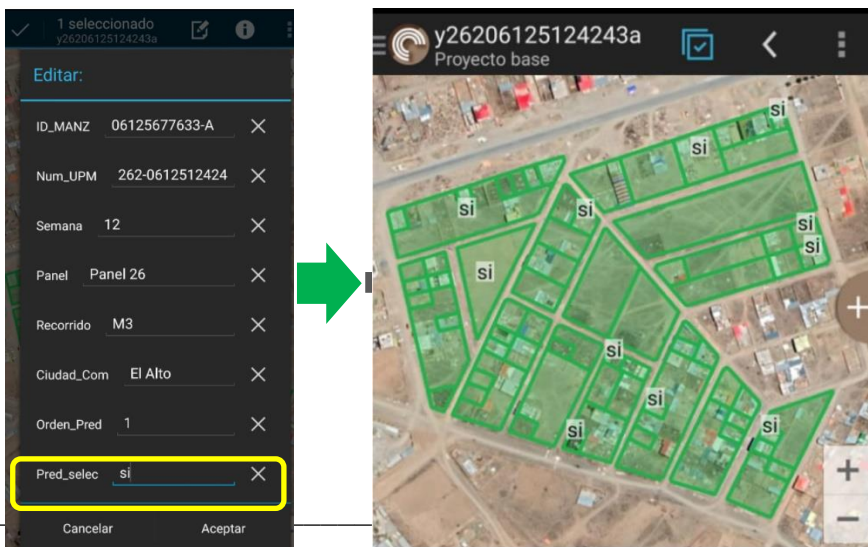 1 seleccionado
y26206125124243a
Editar:
ID_MANZ 06125677633-A
Num_UPM 262-0612512424
Semana 12
Panel Panel 26
Recorrido M3
Ciudad_Com El Alto
Orden_Pred 1
Pred_selec si
Cancelar Aceptar
y26206125124243a
Proyecto base
si
si
si
si
si
si
si
si
si
si
si